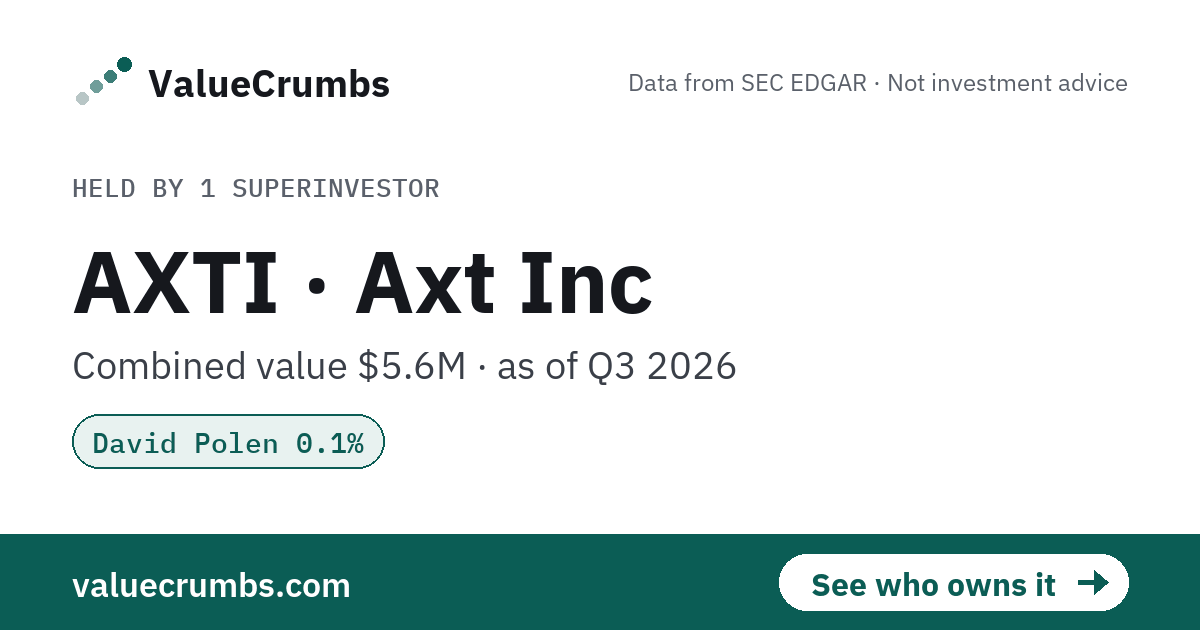 ValueCrumbs
Data from SEC EDGAR · Not investment advice
HELD BY 1 SUPERINVESTOR
AXTI · Axt Inc
Combined value $5.6M · as of Q3 2026
David Polen 0.1%
valuecrumbs.com
See who owns it